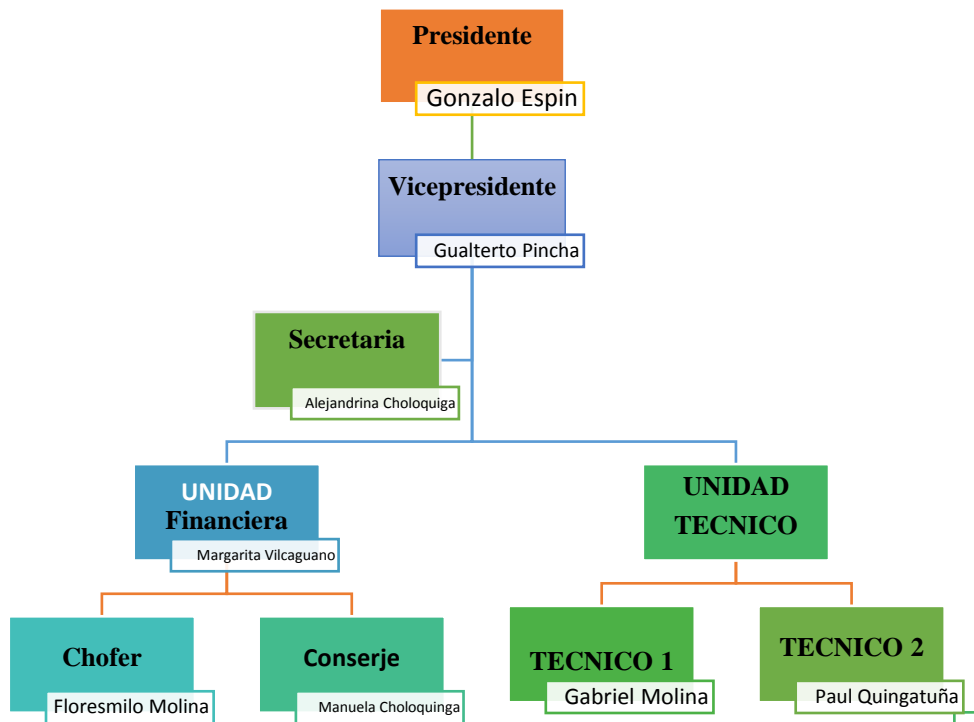 Presidente
Gonzalo Espin
Vicepresidente
Gualterto Pincha
Secretaria
Alejandrina Choloquiga
UNIDAD
Financiera
Margarita Vilcaguano
UNIDAD
TECNICO
Chofer
Floresmilo Molina
Conserje
Manuela Choloquinga
TECNICO 1
Gabriel Molina
TECNICO 2
Paul Quingatuña